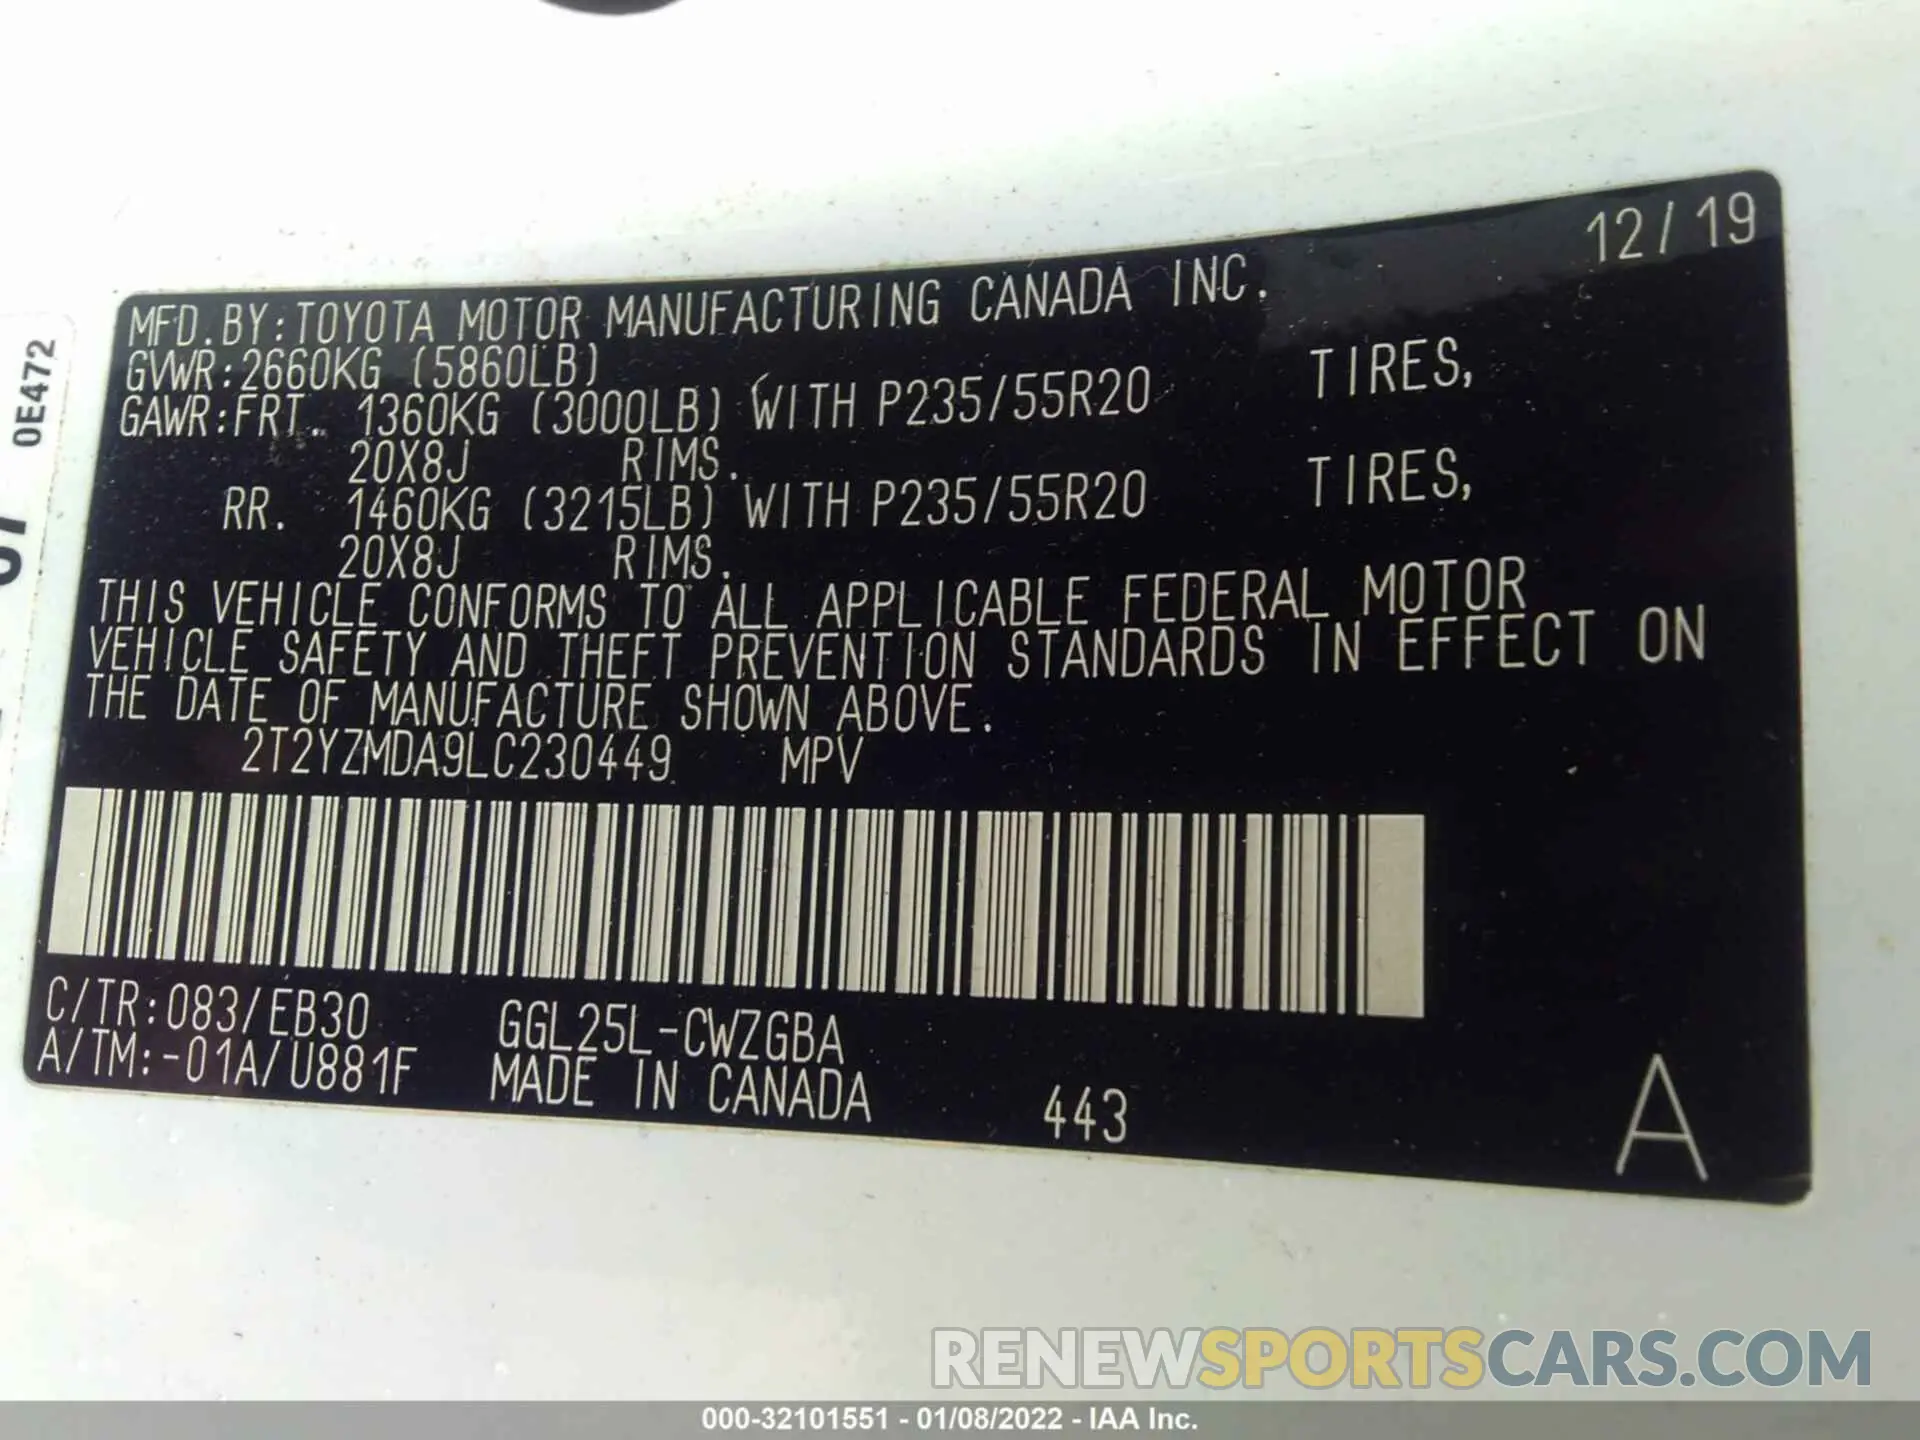 12/19
MFD.BY:TOYOTA MOTOR MANUFACTURING CANADA INC.
GVWR:2660KG (5860LB)
GAWR:FRT. 1360KG (3000LB) WITH P235/55R20 TIRES,
20X8J RIMS.
RR. 1460KG (3215LB) WITH P235/55R20 TIRES,
20X8J RIMS.
THIS VEHICLE CONFORMS TO ALL APPLICABLE FEDERAL MOTOR
VEHICLE SAFETY AND THEFT PREVENTION STANDARDS IN EFFECT ON
THE DATE OF MANUFACTURE SHOWN ABOVE.
2T2YZMDA9LC230449 MPV
C/TR:083/EB30 GGL25L-CWZGBA
A/TM:-01A/U881F MADE IN CANADA 443 A
0E472
RENEWSPORTSCARS.COM
000-32101551 - 01/08/2022 - IAA Inc.